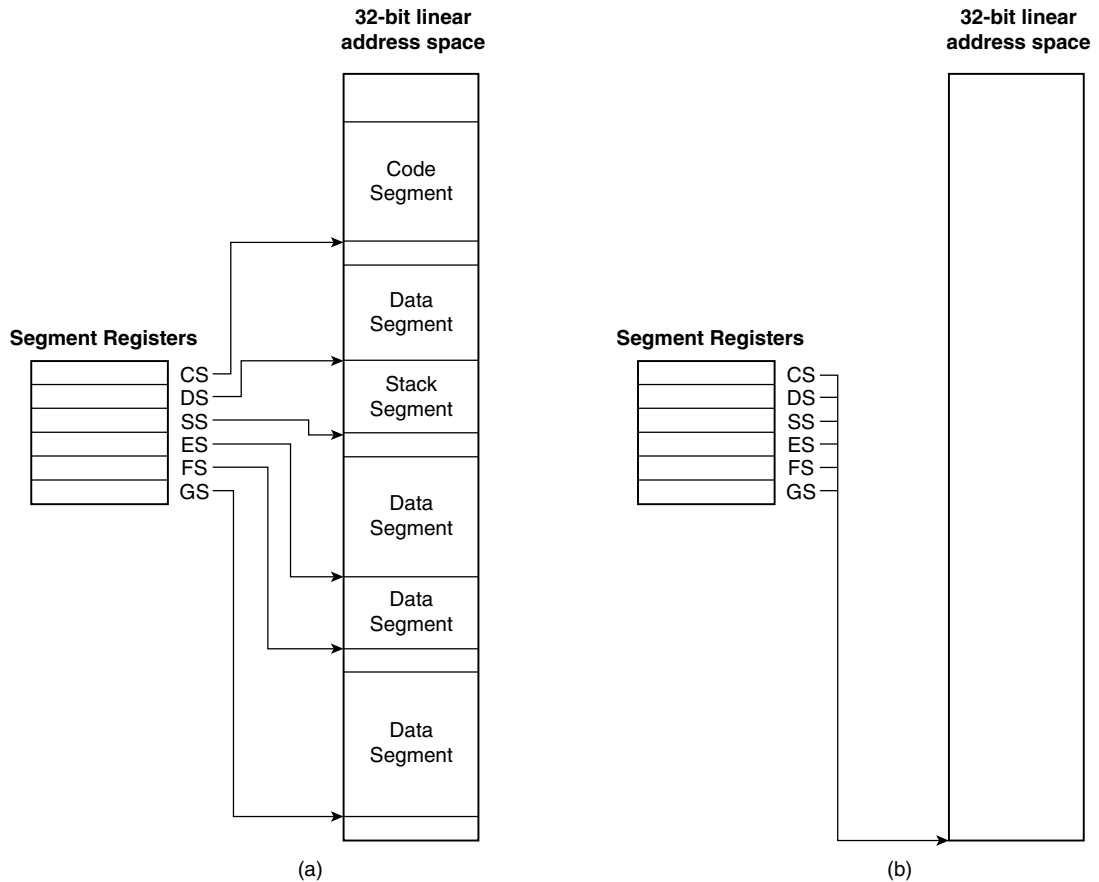 32-bit linear
address space
Code
Segment
Data
Segment
Segment Registers
CS
DS
SS
ES
FS
GS
Stack
Segment
Data
Segment
Data
Segment
Data
Segment
(a)
32-bit linear
address space
Segment Registers
CS
DS
SS
ES
FS
GS
(b)